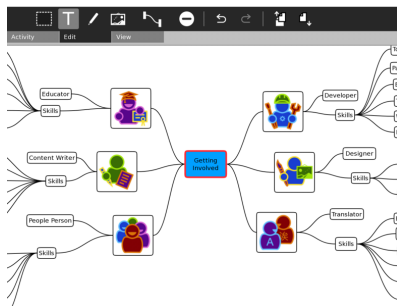 T
Activity
Edit
View
Educator
Skills
Content Writer
Skills
People Person
Skills
Getting
Involved
Developer
Skills
Designer
Skills
Translator
Skills
A